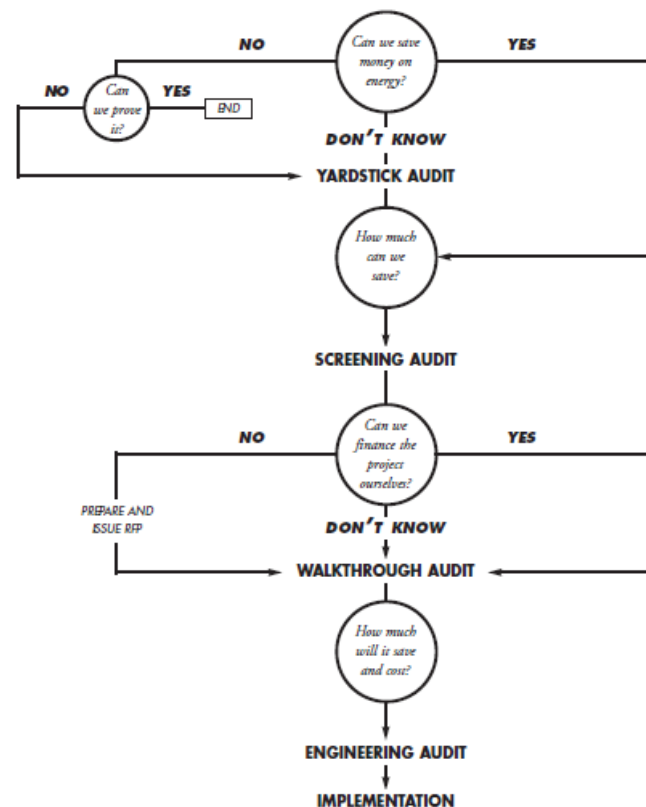 NO
Can we save
money on
energy?
YES
NO
Can
we prove
is?
YES
END
DON'T KNOW
YARDSTICK AUDIT
How much
can we
save?
SCREENING AUDIT
NO
Can we
finance the
project
ourselves?
YES
PREPARE AND
ISSUE RFP
DON'T KNOW
WALKTHROUGH AUDIT
How much
will is save
and cost?
ENGINEERING AUDIT
IMPLEMENTATION